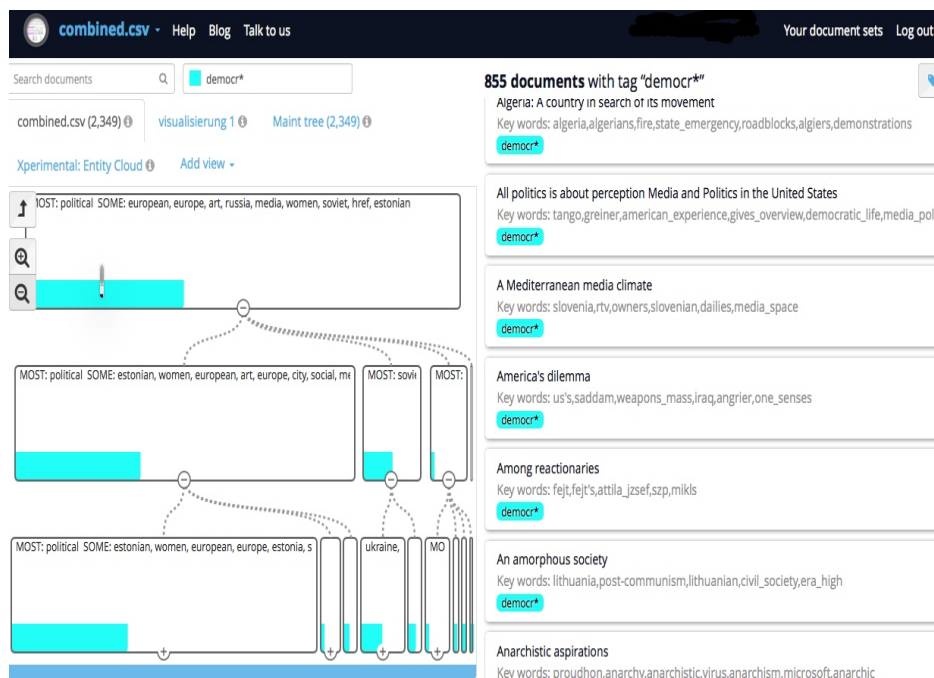 combined.csv Help Blog Talk to us Your document sets Log out
Search documents democr*
combined.csv (2,349) visualisierung 1 Maint tree (2,349)
Xperimental: Entity Cloud Add view
MOST: political SOME: european, europe, art, russia, media, women, soviet, href, estonian
MOST: political SOME: estonian, women, european, art, europe, city, social, me
MOST: sovi
MOST:
MOST: political SOME: estonian, women, european, europe, estonia, s
ukraine,
MO
855 documents with tag "democr*"
Algeria: A country in search of its movement
Key words: algeria,algerians,fire,state_emergency,roadblocks,algiers,demonstrations
democr*
All politics is about perception Media and Politics in the United States
Key words: tango,greiner,american_experience,gives_overview,democratic_life,media_pol
democr*
A Mediterranean media climate
Key words: slovenia,rtv,owners,slovenian,dailies,media_space
democr*
America's dilemma
Key words: us's,saddam,weapons_mass,iraq,angrier,one_senses
democr*
Among reactionaries
Key words: fejt,fejt's,attila_jzsef,szp,mikls
democr*
An amorphous society
Key words: lithuania,post-communism,lithuanian,civil_society,era_high
democr*
Anarchistic aspirations
Key words: proudhon,anarchy,anarchistic,virus,anarchism,microsoft,anarchic